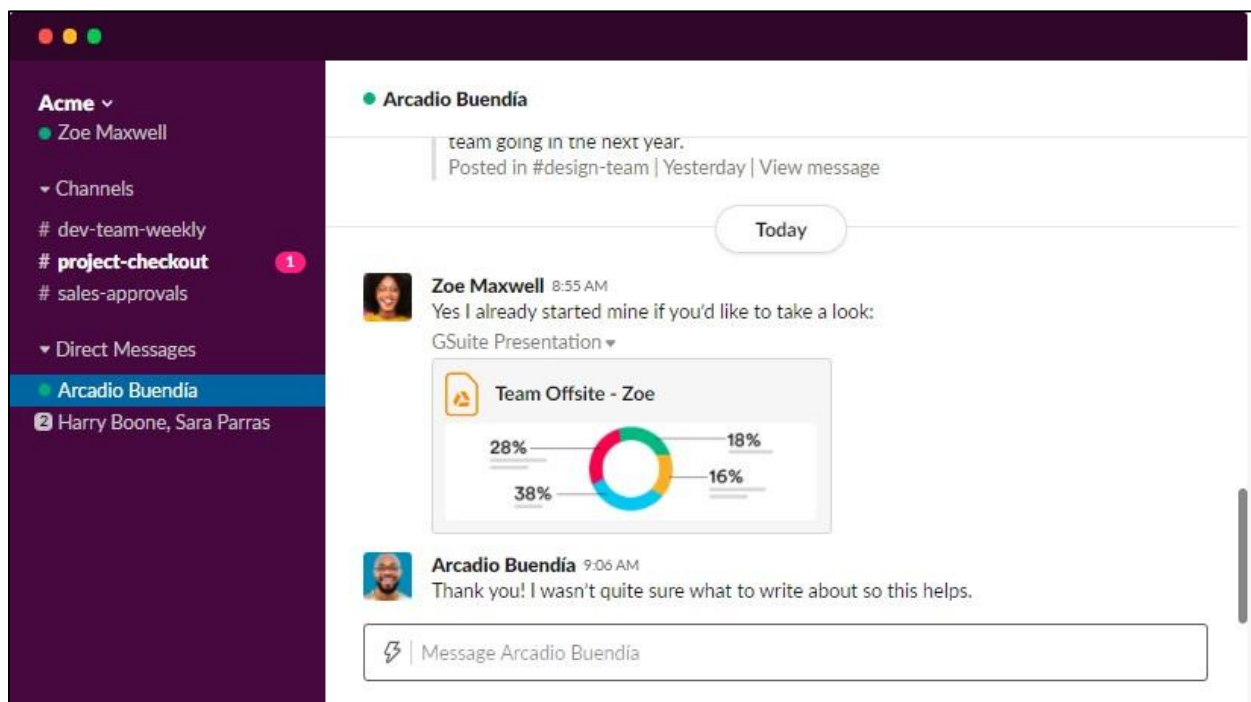 Acme
Zoe Maxwell
Channels
# dev-team-weekly
# project-checkout 1
# sales-approvals
Direct Messages
Arcadio Buendía
2 Harry Boone, Sara Parras
Arcadio Buendía
team going in the next year.
Posted in #design-team | Yesterday | View message
Today
Zoe Maxwell 8:55 AM
Yes I already started mine if you’d like to take a look:
GSuite Presentation
Team Offsite - Zoe
28%
18%
16%
38%
Arcadio Buendía 9:06 AM
Thank you! I wasn’t quite sure what to write about so this helps.
Message Arcadio Buendía